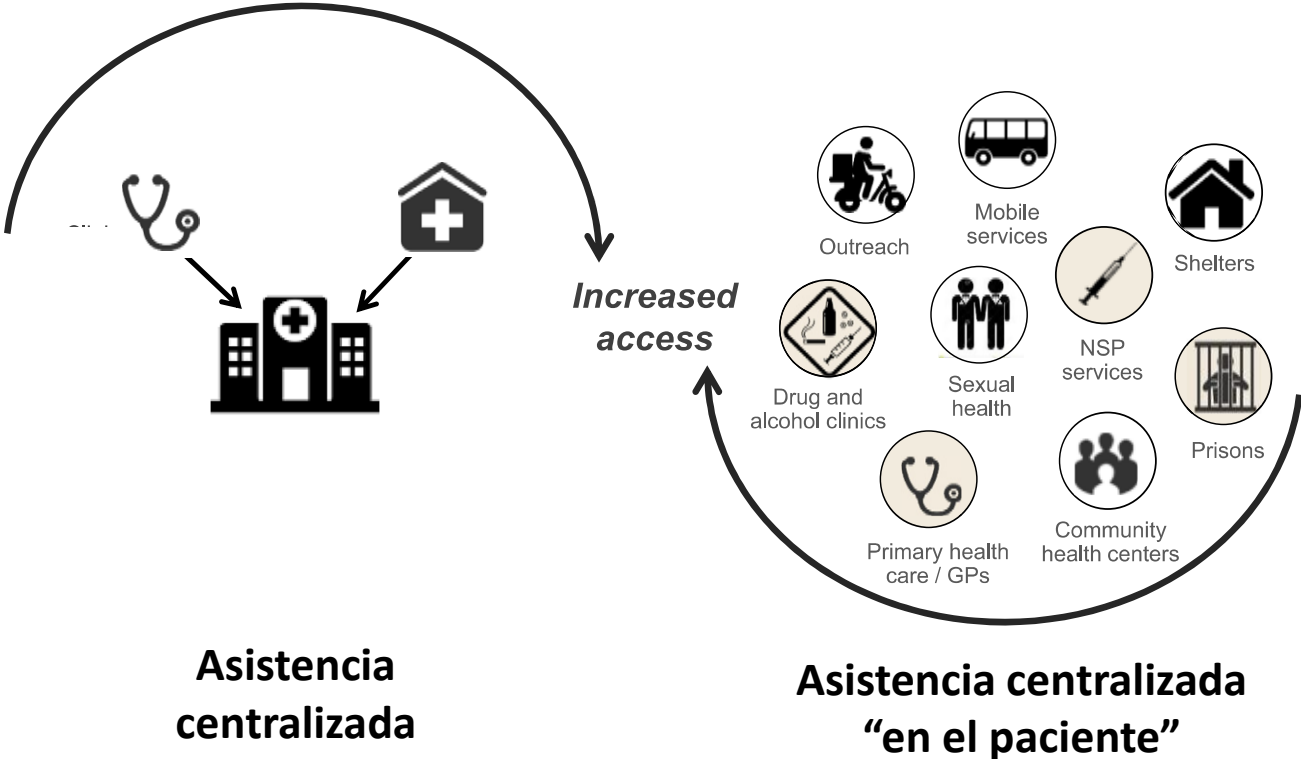 Increased
access
Outreach
Mobile
services
Shelters
Drug and
alcohol clinics
Sexual
health
NSP
services
Prisons
Primary health
care / GPs
Community
health centers
Asistencia
centralizada
Asistencia centralizada
“en el paciente”